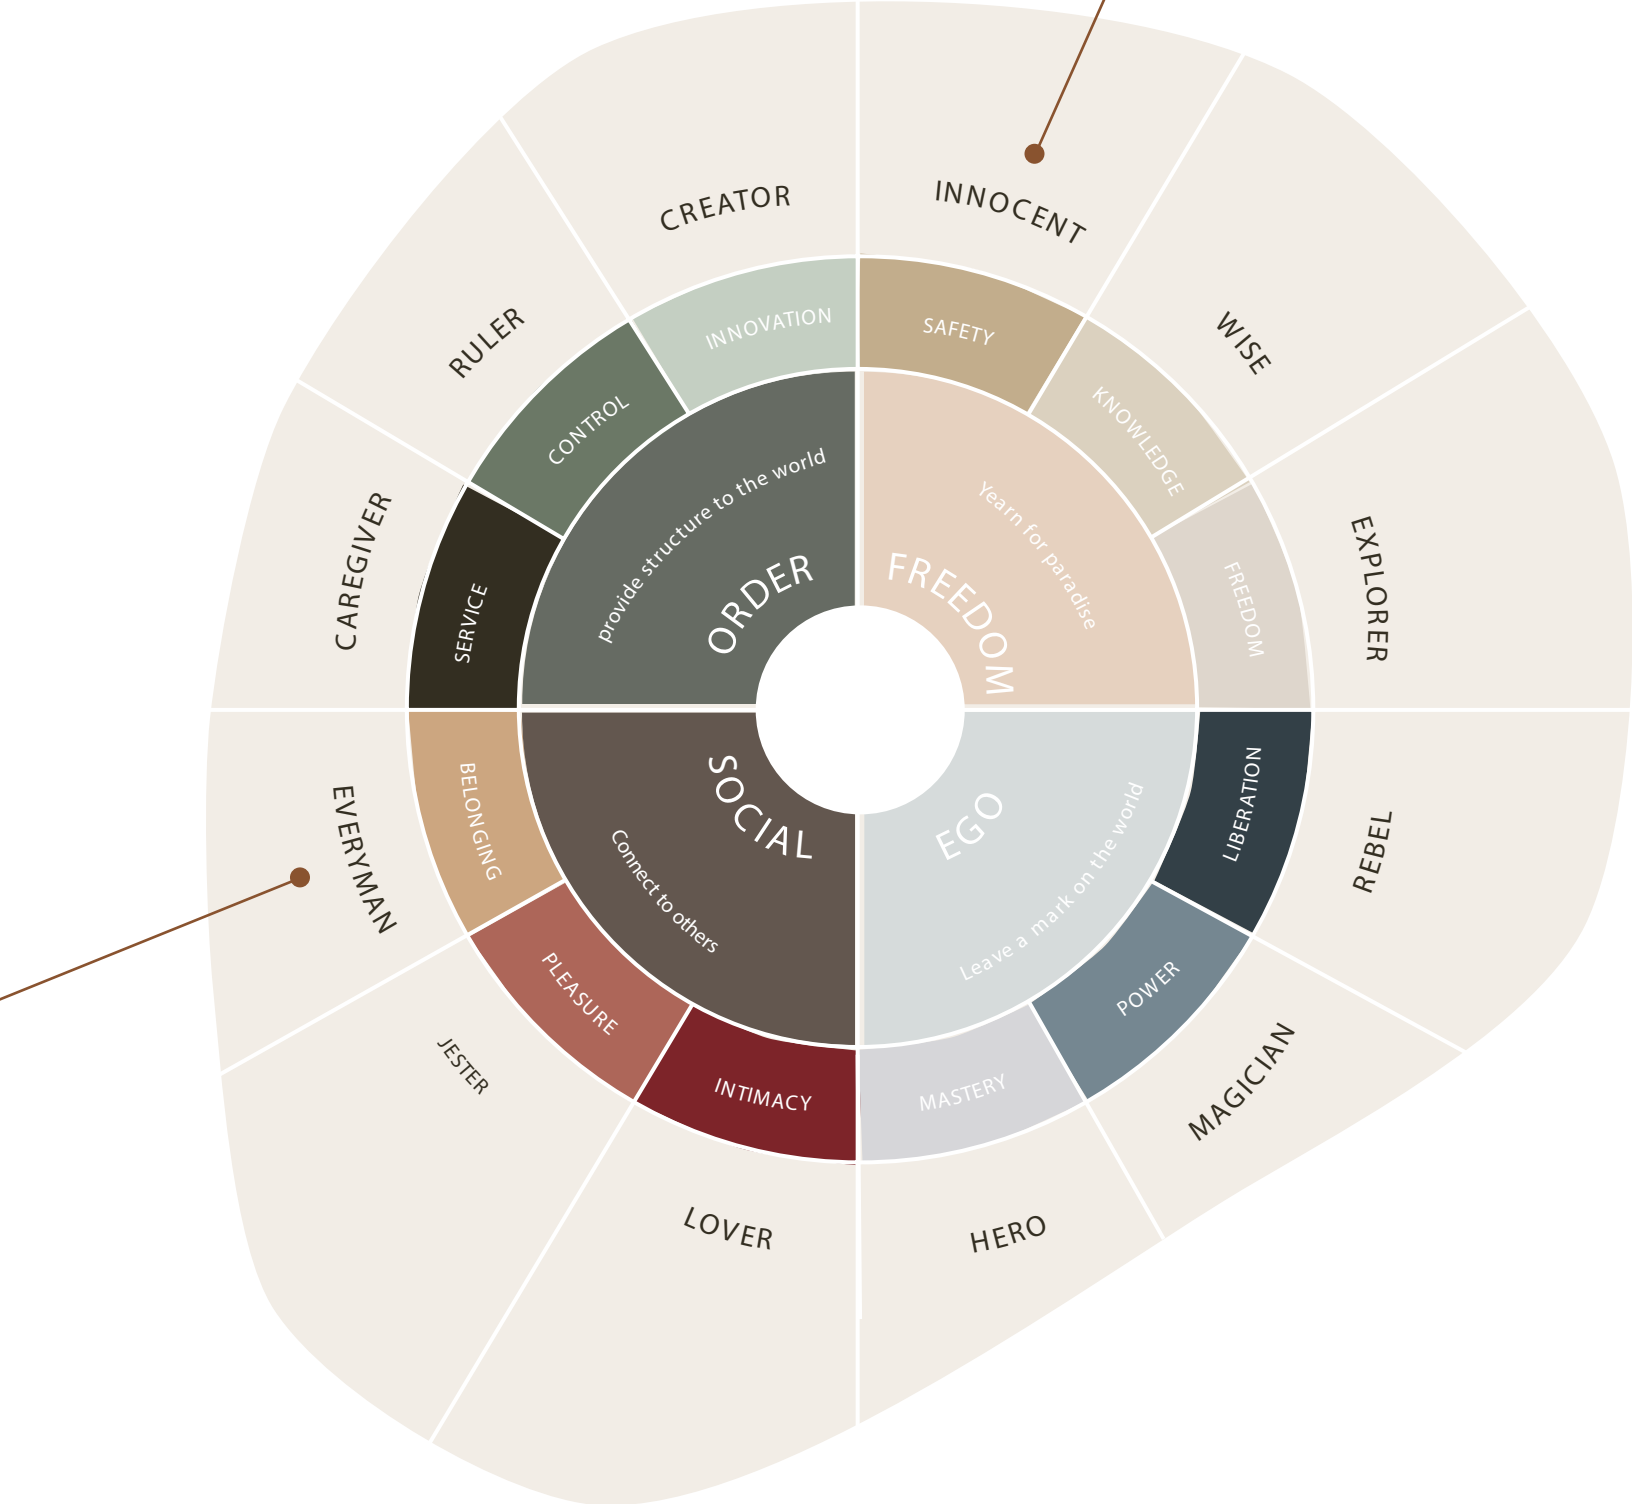 CREATOR
INNOCENT
WISE
EXPLORER
REBEL
MAGICIAN
HERO
LOVER
JESTER
EVERYMAN
CAREGIVER
RULER
INNOVATION
SAFETY
KNOWLEDGE
FREEDOM
LIBERATION
POWER
MASTERY
INTIMACY
PLEASURE
BELONGING
SERVICE
CONTROL
provide structure to the world
ORDER
Yearn for paradise
FREEDOM
EGO
Leave a mark on the world
SOCIAL
Connect to others